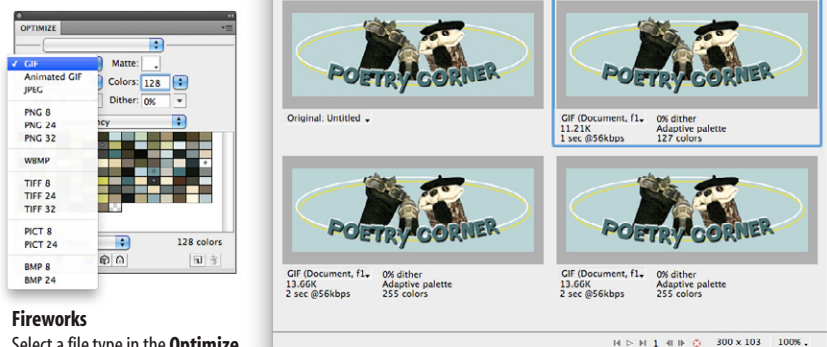 OPTIMIZE
GIF
Animated GIF
JPEG
PNG 8
PNG 24
PNG 32
WBMP
TIFF 8
TIFF 24
TIFF 32
PICT 8
PICT 24
BMP 8
BMP 24
Matte:
Colors: 128
Dither: 0%
128 colors
POETRY CORNER
Original: Untitled
POETRY CORNER
GIF (Document, f1
0% dither
11.21K
Adaptive palette
1 sec @56kbps
127 colors
POETRY CORNER
GIF (Document, f1
0% dither
13.66K
Adaptive palette
2 sec @56kbps
255 colors
POETRY CORNER
GIF (Document, f1
0% dither
13.66K
Adaptive palette
2 sec @56kbps
255 colors
1
300 x 103
100%
Fireworks
Select a file type in the Optimize